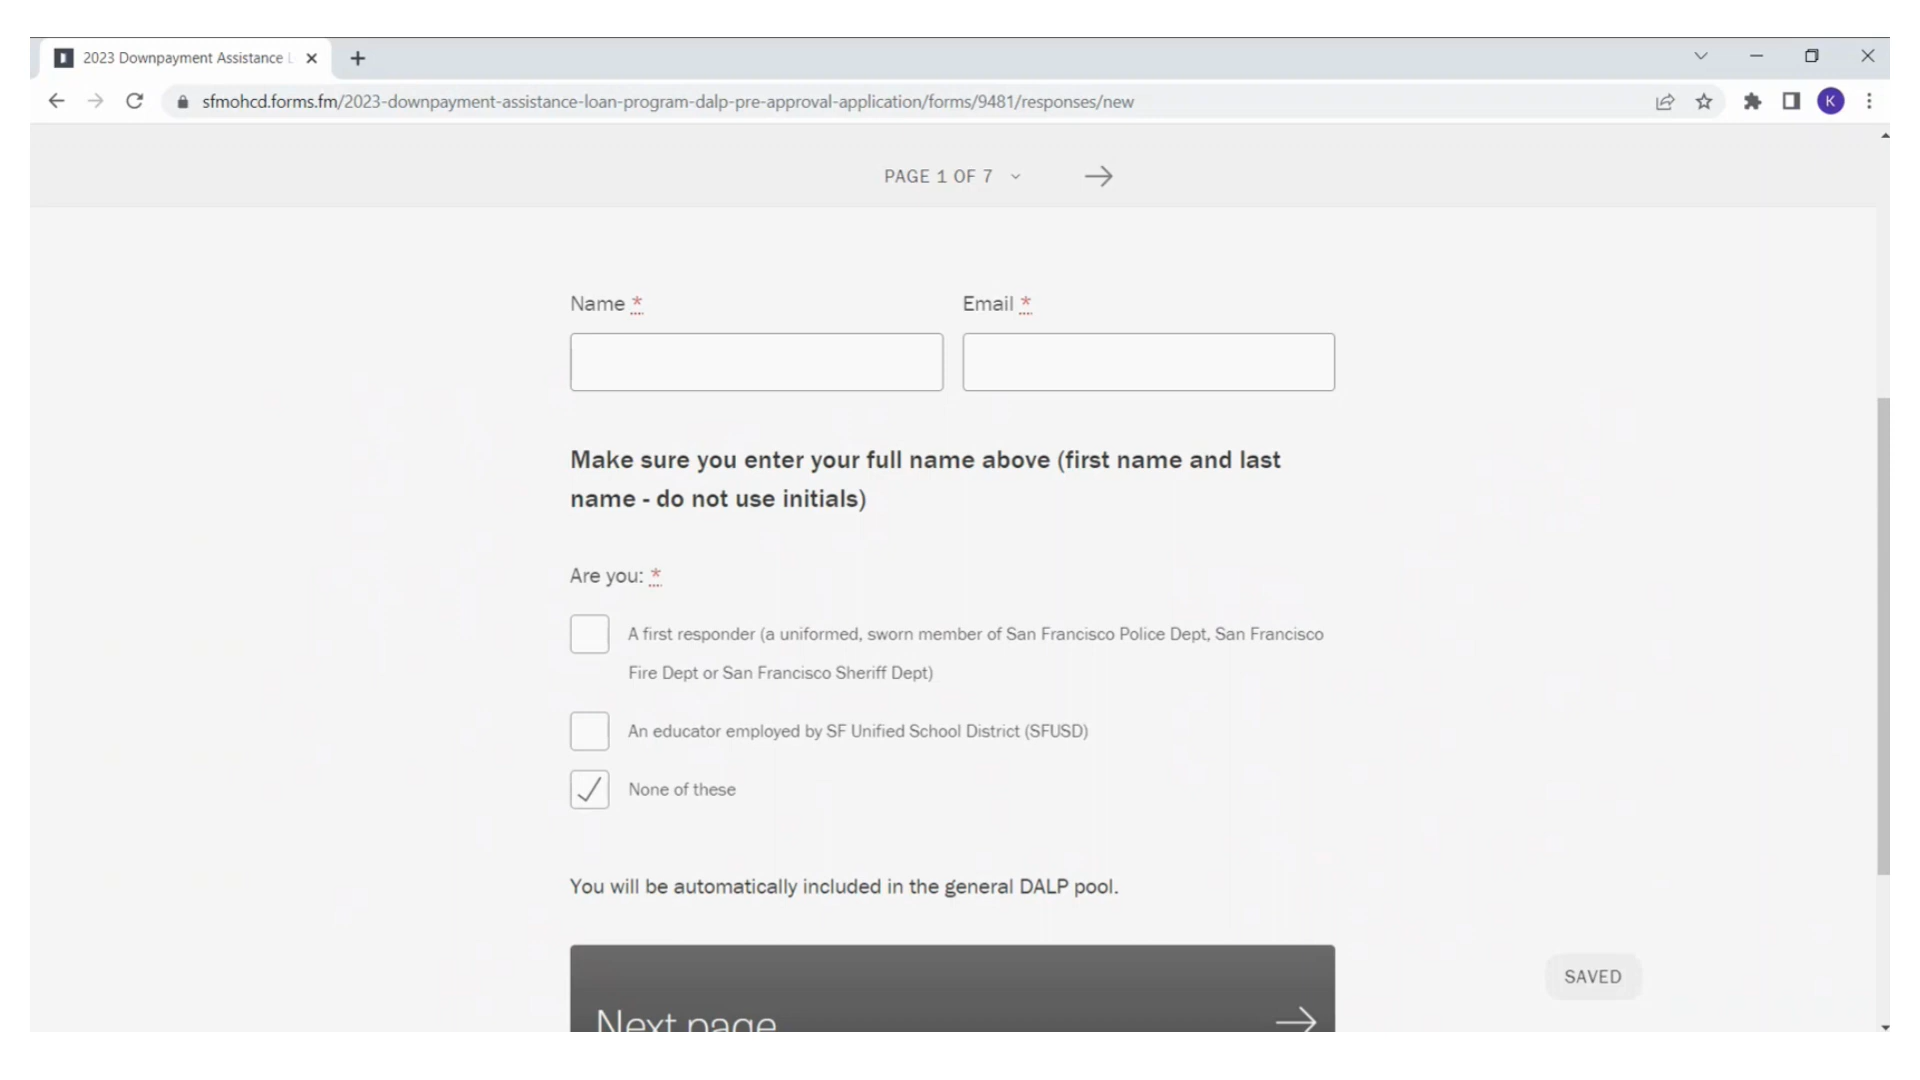 2023 Downpayment Assistance
sfmohcd.forms.fm/2023-downpayment-assistance-loan-program-dalp-pre-approval-application/forms/9481/responses/new
K
PAGE 1 OF 7
Name *
Email *
Make sure you enter your full name above (first name and last
name - do not use initials)
Are you: *
A first responder (a uniformed, sworn member of San Francisco Police Dept, San Francisco
Fire Dept or San Francisco Sheriff Dept)
An educator employed by SF Unified School District (SFUSD)
None of these
You will be automatically included in the general DALP pool.
Next page
SAVED